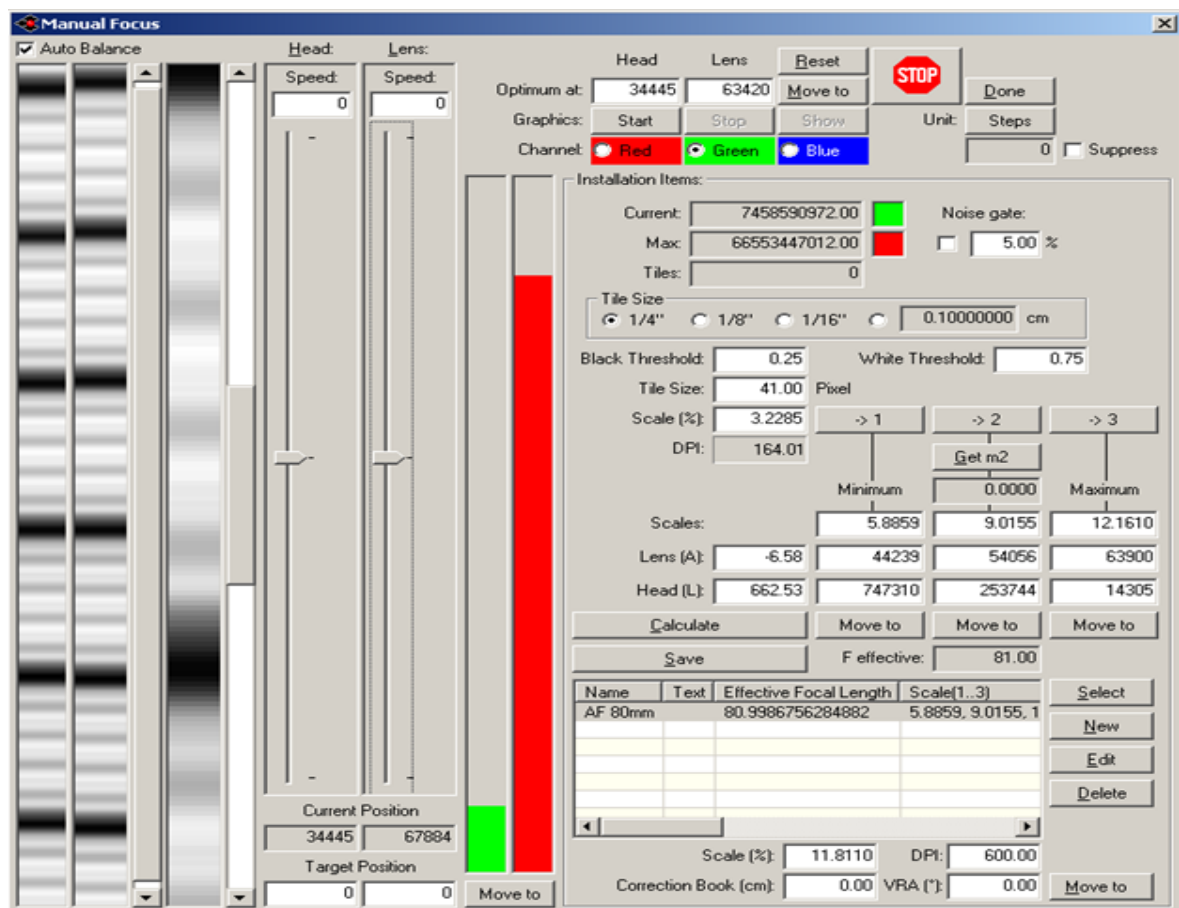 Manual Focus
Auto Balance
Head: Lens:
Speed: Speed:
0 0
Head Lens Reset
STOP
Optimum at: 34445 63420 Move to Done
Graphics: Start Stop Show Unit: Steps
Channel: Red Green Blue 0 Suppress
Installation Items:
Current: 7458590972.00 Noise gate:
Max: 66553447012.00 5.00 %
Tiles: 0
Tile Size
1/4" 1/8" 1/16" 0.10000000 cm
Black Threshold: 0.25 White Threshold: 0.75
Tile Size: 41.00 Pixel
Scale (%): 3.2285 -> 1 -> 2 -> 3
DPI: 164.01 Get m2
Minimum 0.0000 Maximum
Scales: 5.8859 9.0155 12.1610
Lens (A): -6.58 44239 54056 63900
Head (L): 662.53 747310 253744 14305
Calculate Move to Move to Move to
Save F effective: 81.00
Name Text Effective Focal Length Scale(1..3) Select
AF 80mm 80.9986756284882 5.8859, 9.0155, 1
New
Edit
Delete
Current Position
34445 67884
Target Position
0 0 Move to
Scale (%): 11.8110 DPI: 600.00
Correction Book (cm): 0.00 VRA (°): 0.00 Move to